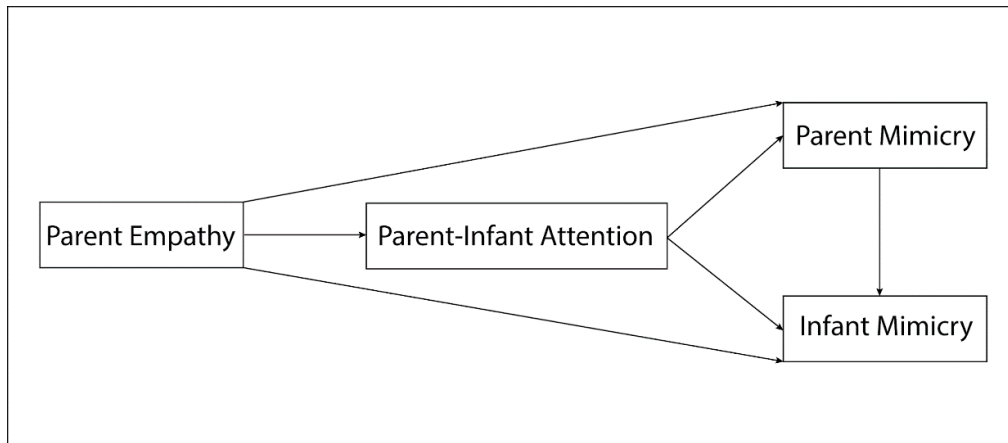 Parent Mimicry
Parent Empathy
Parent-Infant Attention
Infant Mimicry